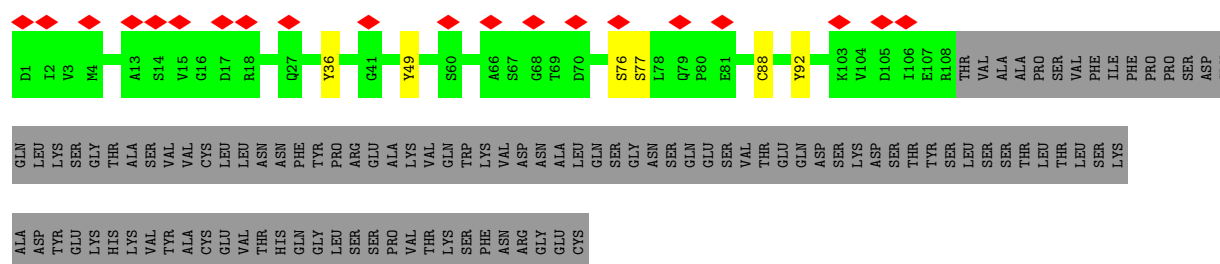 D1 I2 V3 M4 A13 S14 V15 G16 D17 R18 Q27 Y36 G41 Y49 S60 A66 S67 G68 T69 D70 S76 S77 L78 Q79 P80 E81 C88 Y92 K103 V104 D105 I106 E107 R108 THR VAL ALA ALA PRO SER VAL PHE ILE PHE PRO PRO SER ASP
GLN LEU LYS SER GLY THR ALA SER VAL VAL CYS LEU LEU ASN ASN PHE TYR PRO ARG GLU ALA LYS VAL GLN TRP LYS VAL ASP ASN ALA LEU GLN SER GLY ASN SER GLN GLU SER VAL THR GLU GLN ASP SER LYS ASP SER THR TYR SER LEU SER SER THR LEU THR LEU SER LYS
ALA ASP TYR GLU LYS HIS LYS VAL TYR ALA CYS GLU VAL THR HIS GLN GLY LEU SER SER PRO VAL THR LYS SER PHE ASN ARG GLY GLU CYS